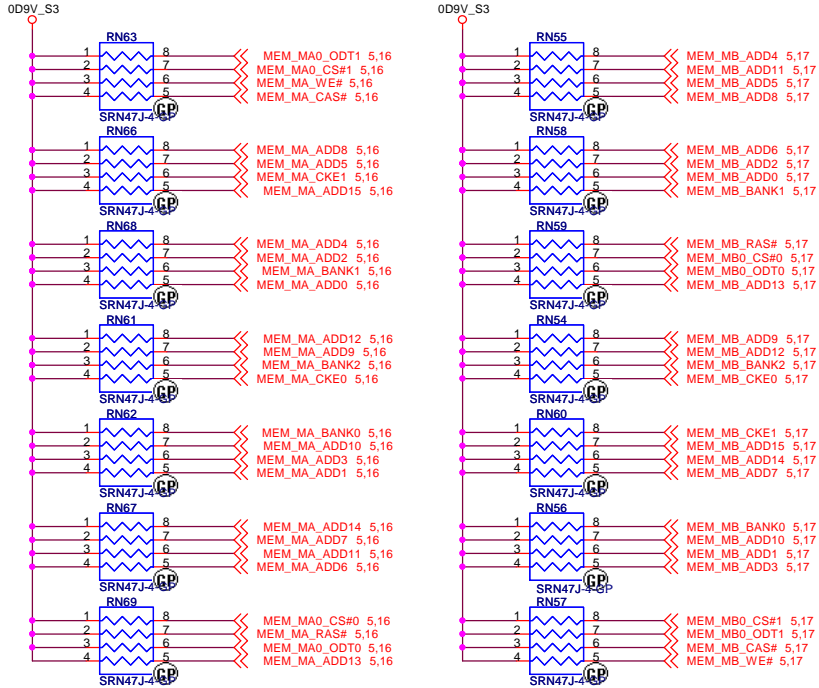 0D9V_S3
RN63
1 8 MEM_MA0_ODT1 5,16
2 7 MEM_MA0_CS#1 5,16
3 6 MEM_MA_WE# 5,16
4 5 MEM_MA_CAS# 5,16
GP
SRN47J-4-GP
RN66
1 8 MEM_MA_ADD8 5,16
2 7 MEM_MA_ADD5 5,16
3 6 MEM_MA_CKE1 5,16
4 5 MEM_MA_ADD15 5,16
GP
SRN47J-4-GP
RN68
1 8 MEM_MA_ADD4 5,16
2 7 MEM_MA_ADD2 5,16
3 6 MEM_MA_BANK1 5,16
4 5 MEM_MA_ADD0 5,16
GP
SRN47J-4-GP
RN61
1 8 MEM_MA_ADD12 5,16
2 7 MEM_MA_ADD9 5,16
3 6 MEM_MA_BANK2 5,16
4 5 MEM_MA_CKE0 5,16
GP
SRN47J-4-GP
RN62
1 8 MEM_MA_BANK0 5,16
2 7 MEM_MA_ADD10 5,16
3 6 MEM_MA_ADD3 5,16
4 5 MEM_MA_ADD1 5,16
GP
SRN47J-4-GP
RN67
1 8 MEM_MA_ADD14 5,16
2 7 MEM_MA_ADD7 5,16
3 6 MEM_MA_ADD11 5,16
4 5 MEM_MA_ADD6 5,16
GP
SRN47J-4-GP
RN69
1 8 MEM_MA0_CS#0 5,16
2 7 MEM_MA_RAS# 5,16
3 6 MEM_MA0_ODT0 5,16
4 5 MEM_MA_ADD13 5,16
GP
SRN47J-4-GP
0D9V_S3
RN55
1 8 MEM_MB_ADD4 5,17
2 7 MEM_MB_ADD11 5,17
3 6 MEM_MB_ADD5 5,17
4 5 MEM_MB_ADD8 5,17
GP
SRN47J-4-GP
RN58
1 8 MEM_MB_ADD6 5,17
2 7 MEM_MB_ADD2 5,17
3 6 MEM_MB_ADD0 5,17
4 5 MEM_MB_BANK1 5,17
GP
SRN47J-4-GP
RN59
1 8 MEM_MB_RAS# 5,17
2 7 MEM_MB0_CS#0 5,17
3 6 MEM_MB0_ODT0 5,17
4 5 MEM_MB_ADD13 5,17
GP
SRN47J-4-GP
RN54
1 8 MEM_MB_ADD9 5,17
2 7 MEM_MB_ADD12 5,17
3 6 MEM_MB_BANK2 5,17
4 5 MEM_MB_CKE0 5,17
GP
SRN47J-4-GP
RN60
1 8 MEM_MB_CKE1 5,17
2 7 MEM_MB_ADD15 5,17
3 6 MEM_MB_ADD14 5,17
4 5 MEM_MB_ADD7 5,17
GP
SRN47J-4-GP
RN56
1 8 MEM_MB_BANK0 5,17
2 7 MEM_MB_ADD10 5,17
3 6 MEM_MB_ADD1 5,17
4 5 MEM_MB_ADD3 5,17
GP
SRN47J-4-GP
RN57
1 8 MEM_MB0_CS#1 5,17
2 7 MEM_MB0_ODT1 5,17
3 6 MEM_MB_CAS# 5,17
4 5 MEM_MB_WE# 5,17
GP
SRN47J-4-GP